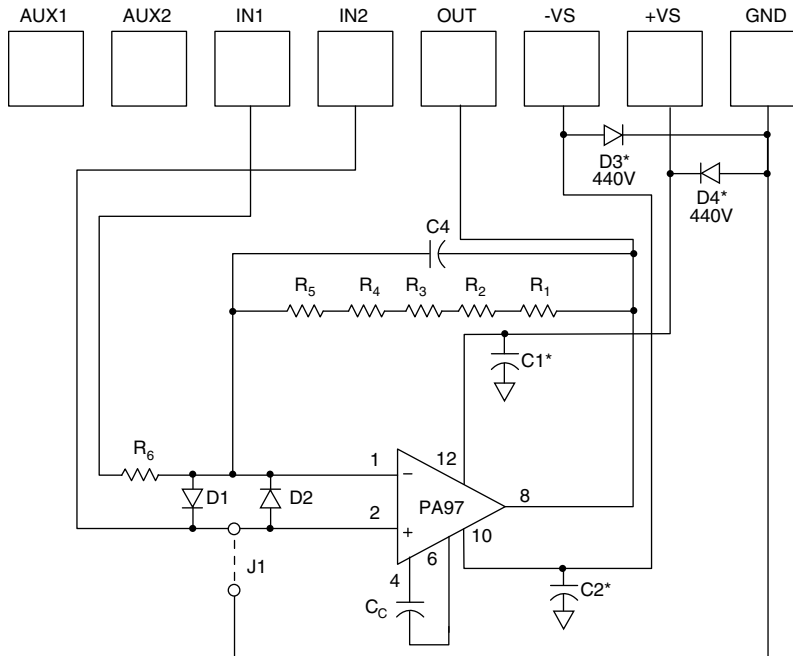 AUX1 AUX2 IN1 IN2 OUT -VS +VS GND
D3*
440V
D4*
440V
C4
R5 R4 R3 R2 R1
C1*
R6
1
12
D1
D2
−
PA97
8
2
+
10
6
4
J1
CC
C2*